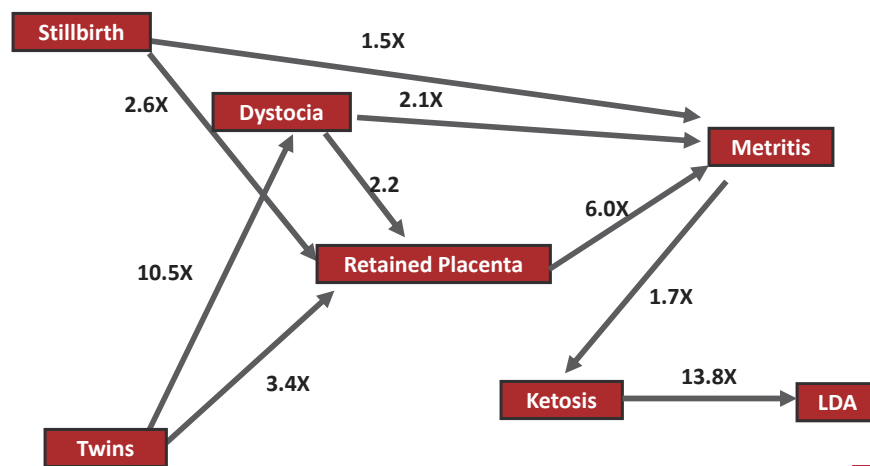 Stillbirth
1.5X
2.6X
Dystocia
2.1X
Metritis
2.2
6.0X
Retained Placenta
10.5X
1.7X
3.4X
13.8X
Ketosis
LDA
Twins